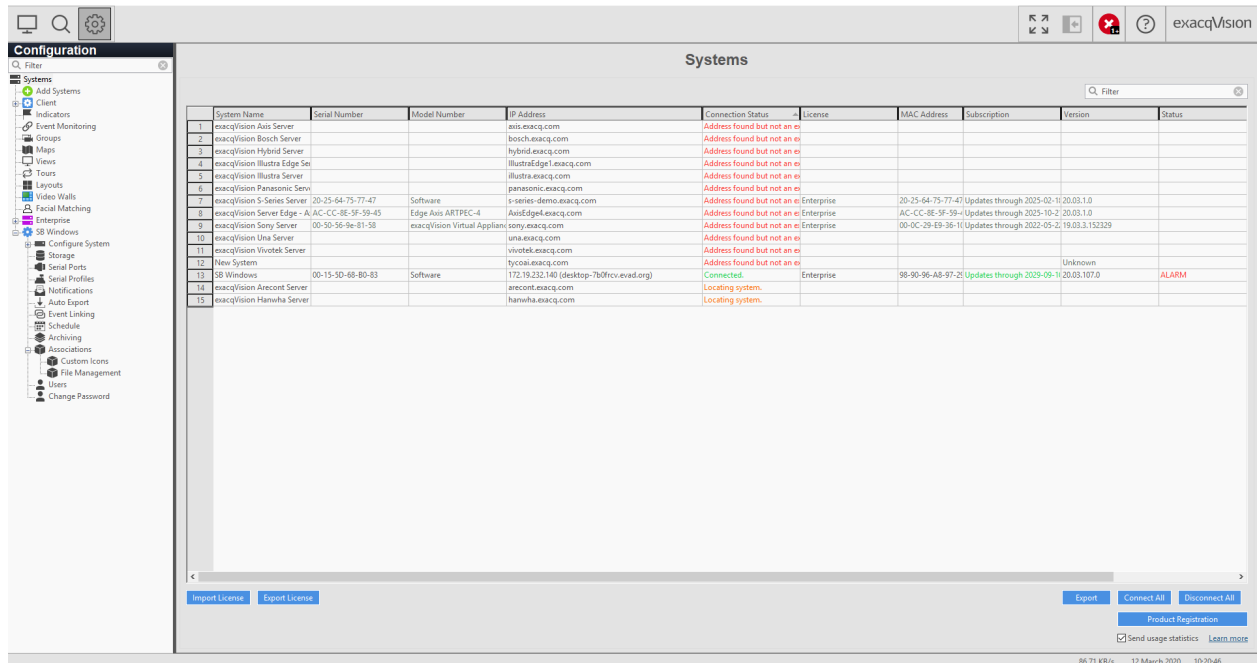 exacqVision
Configuration
Filter
Systems
Add Systems
Client
Indicators
Event Monitoring
Groups
Maps
Views
Tours
Layouts
Video Walls
Facial Matching
Enterprise
SB Windows
Configure System
Storage
Serial Ports
Serial Profiles
Notifications
Auto Export
Event Linking
Schedule
Archiving
Associations
Custom Icons
File Management
Users
Change Password
Systems
Filter
System Name Serial Number Model Number IP Address Connection Status License MAC Address Subscription Version Status
1 exacqVision Axis Server axis.exacq.com Address found but not an e
2 exacqVision Bosch Server bosch.exacq.com Address found but not an e
3 exacqVision Hybrid Server hybrid.exacq.com Address found but not an e
4 exacqVision Illustra Edge Se IllustraEdge1.exacq.com Address found but not an e
5 exacqVision Illustra Server illustra.exacq.com Address found but not an e
6 exacqVision Panasonic Serv panasonic.exacq.com Address found but not an e
7 exacqVision S-Series Server 20-25-64-75-77-47 Software s-series-demo.exacq.com Address found but not an e Enterprise 20-25-64-75-77-47 Updates through 2025-02-1 20.03.1.0
8 exacqVision Server Edge - A AC-CC-8E-5F-59-45 Edge Axis ARTPEC-4 AxisEdge4.exacq.com Address found but not an e Enterprise AC-CC-8E-5F-59- Updates through 2025-10-2 20.03.1.0
9 exacqVision Sony Server 00-50-56-9e-81-58 exacqVision Virtual Applian sony.exacq.com Address found but not an e Enterprise 00-0C-29-E9-36-1 Updates through 2022-05-2 19.03.3.152329
10 exacqVision Una Server una.exacq.com Address found but not an e
11 exacqVision Vivotek Server vivotek.exacq.com Address found but not an e
12 New System tycoai.exacq.com Address found but not an e Unknown
13 SB Windows 00-15-5D-68-B0-83 Software 172.19.232.140 (desktop-7b0frcv.evad.org) Connected. Enterprise 98-90-96-A8-97-2 Updates through 2029-09-1 20.03.107.0 ALARM
14 exacqVision Arecont Server arecont.exacq.com Locating system.
15 exacqVision Hanwha Server hanwha.exacq.com Locating system.
Import License Export License Export Connect All Disconnect All
Product Registration
Send usage statistics Learn more
86.71 KB/s 12 March 2020 10:20:46